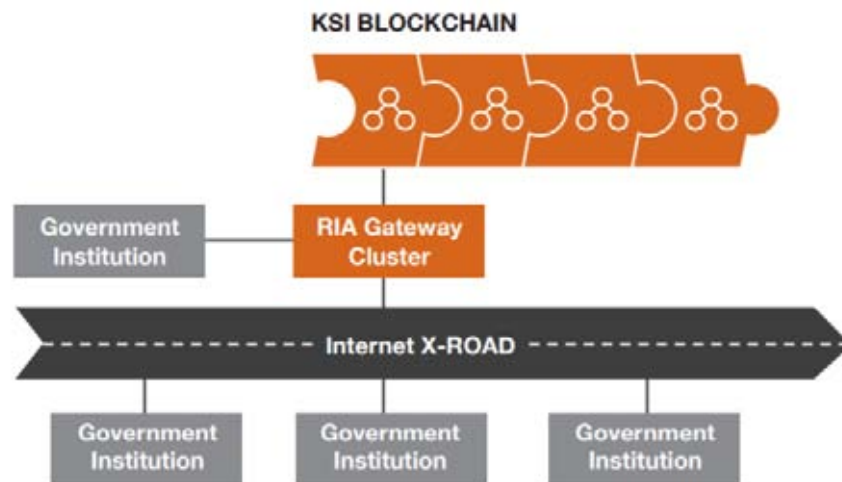 KSI BLOCKCHAIN
Government
Institution
RIA Gateway
Cluster
Internet X-ROAD
Government
Institution
Government
Institution
Government
Institution